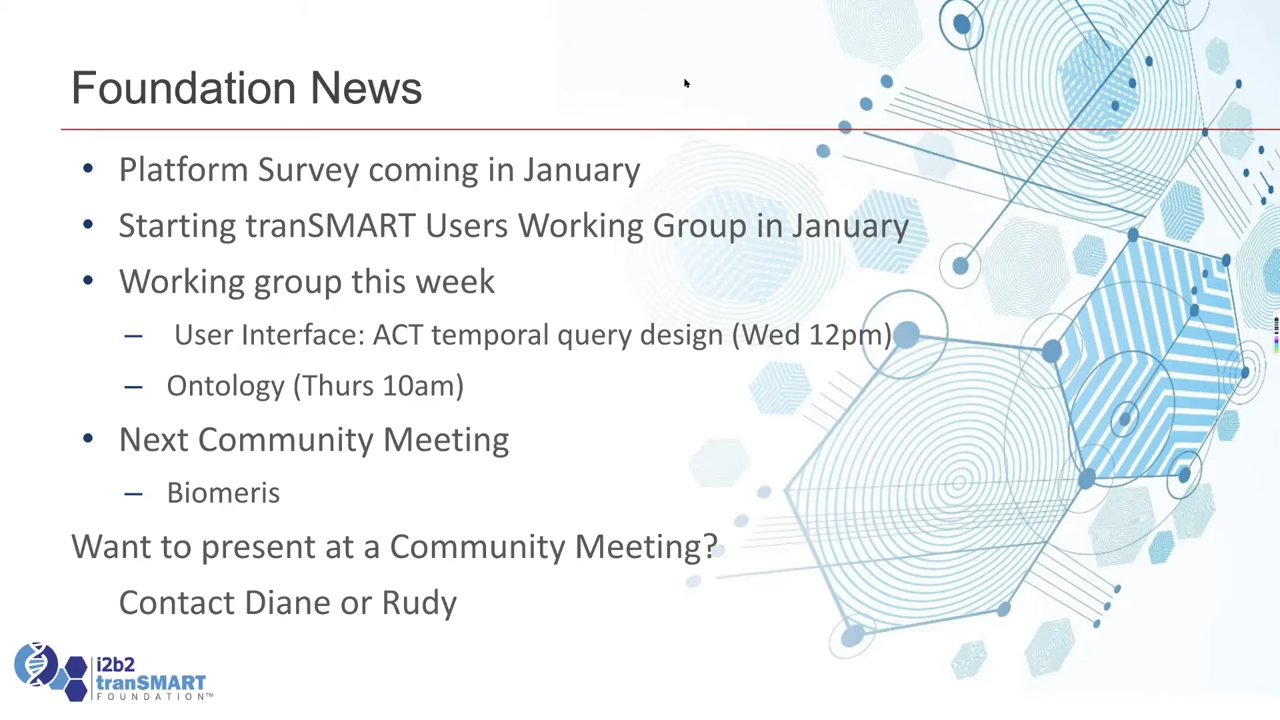 Foundation News
• Platform Survey coming in January
• Starting tranSMART Users Working Group in January
• Working group this week
– User Interface: ACT temporal query design (Wed 12pm)
– Ontology (Thurs 10am)
• Next Community Meeting
– Biomeris
Want to present at a Community Meeting?
Contact Diane or Rudy
i2b2
tranSMART
FOUNDATION™